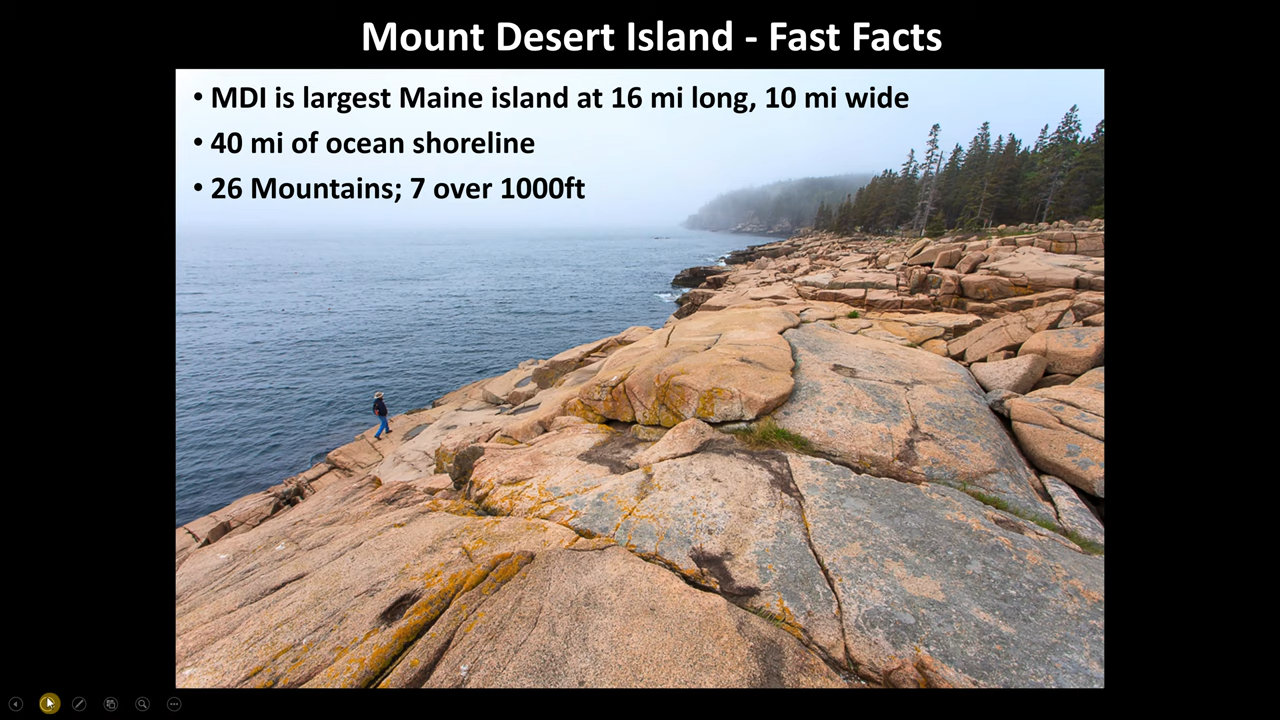 Mount Desert Island - Fast Facts
• MDI is largest Maine island at 16 mi long, 10 mi wide
• 40 mi of ocean shoreline
• 26 Mountains; 7 over 1000ft